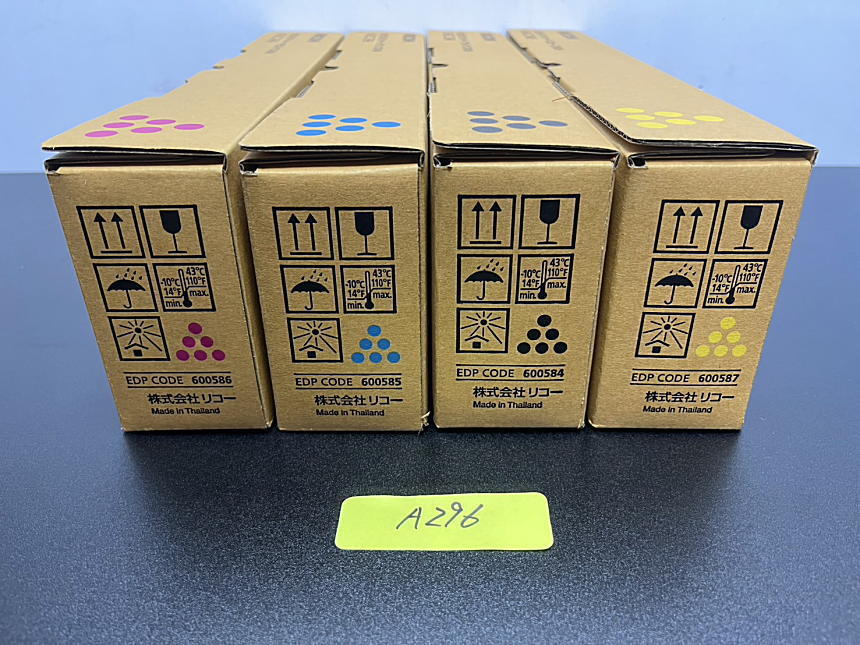 -10℃ 43℃
14°F 110°F
min. max.
EDP CODE 600586
株式会社 リコー
Made in Thailand
-10℃ 43℃
14°F 110°F
min. max.
EDP CODE 600585
株式会社 リコー
Made in Thailand
-10℃ 43℃
14°F 110°F
min. max.
EDP CODE 600584
株式会社 リコー
Made in Thailand
-10℃ 43℃
14°F 110°F
min. max.
EDP CODE 600587
株式会社 リコー
Made in Thailand
A296